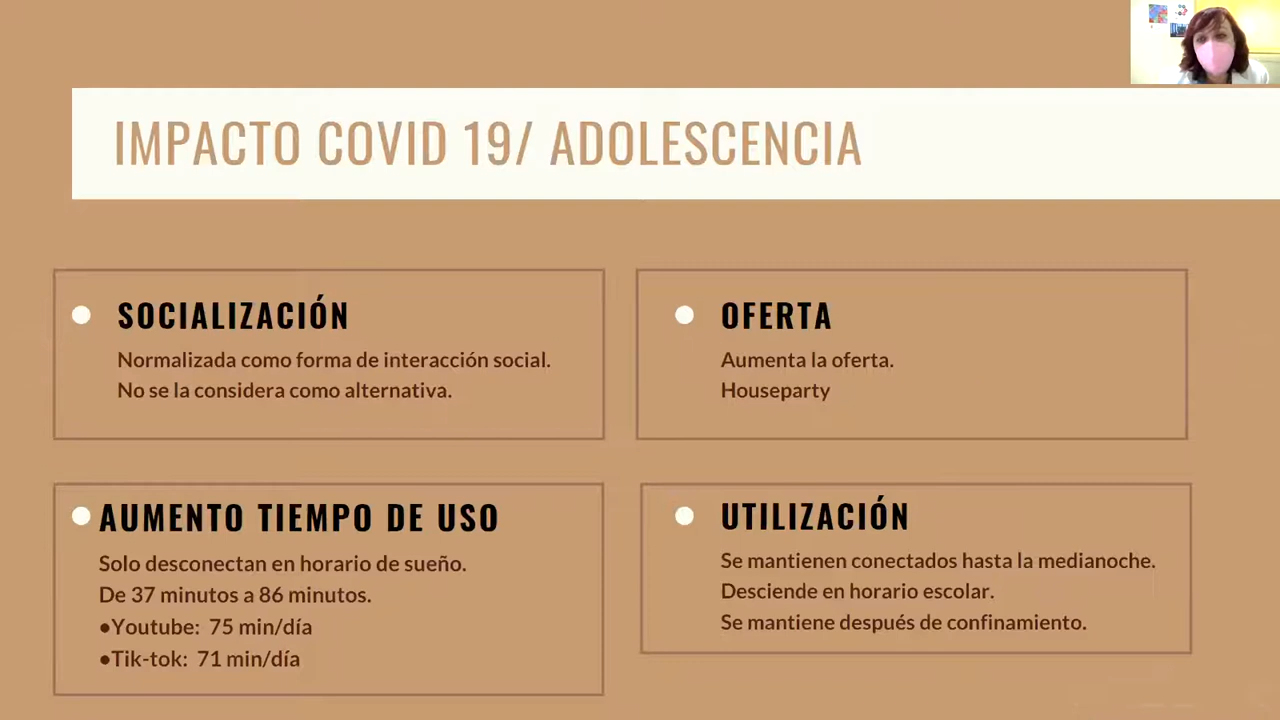 IMPACTO COVID 19/ ADOLESCENCIA
SOCIALIZACIÓN
Normalizada como forma de interacción social.
No se la considera como alternativa.
OFERTA
Aumenta la oferta.
Houseparty
AUMENTO TIEMPO DE USO
Solo desconectan en horario de sueño.
De 37 minutos a 86 minutos.
•Youtube: 75 min/día
•Tik-tok: 71 min/día
UTILIZACIÓN
Se mantienen conectados hasta la medianoche.
Desciende en horario escolar.
Se mantiene después de confinamiento.